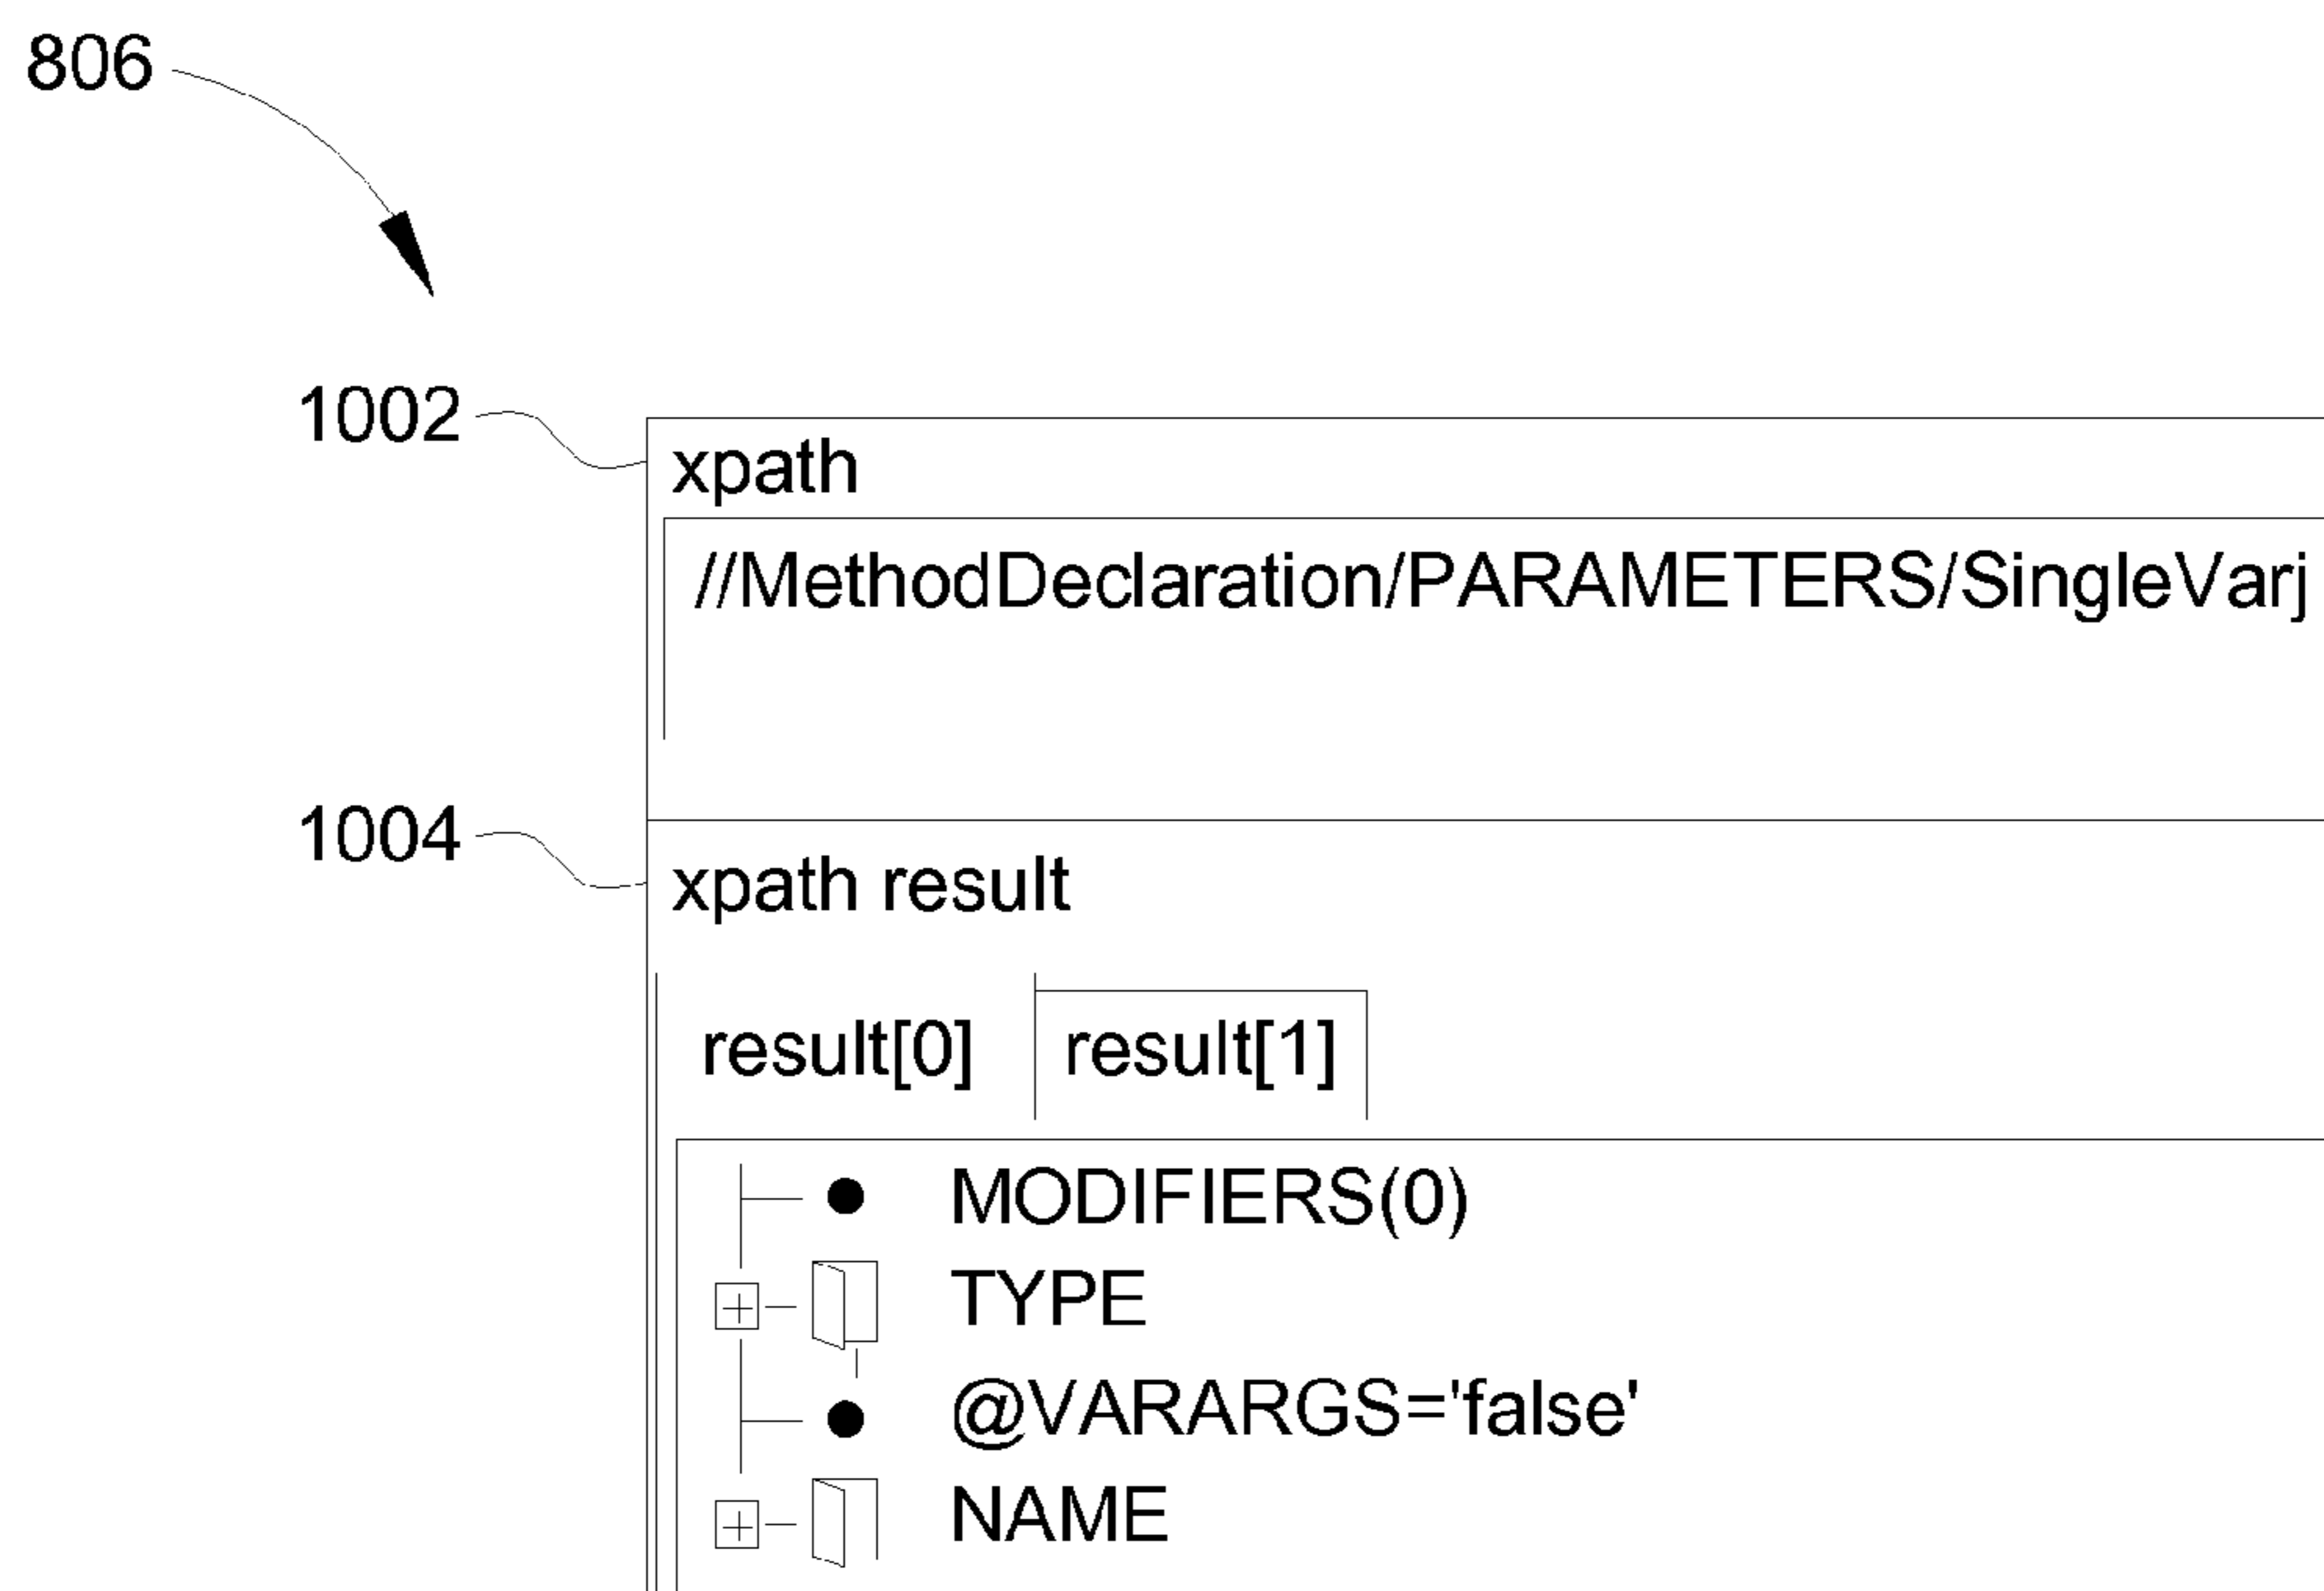 806
1002
xpath
//MethodDeclaration/PARAMETERS/SingleVarj
1004
xpath result
result[0] result[1]
MODIFIERS(0)
TYPE
@VARARGS='false'
NAME